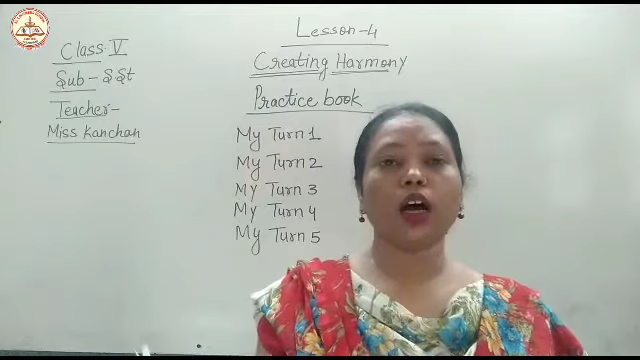 Class V
Sub - SSt
Teacher -
Miss Kanchan
Lesson - 4
Creating Harmony
Practice book
My Turn 1
My Turn 2
My Turn 3
My Turn 4
My Turn 5